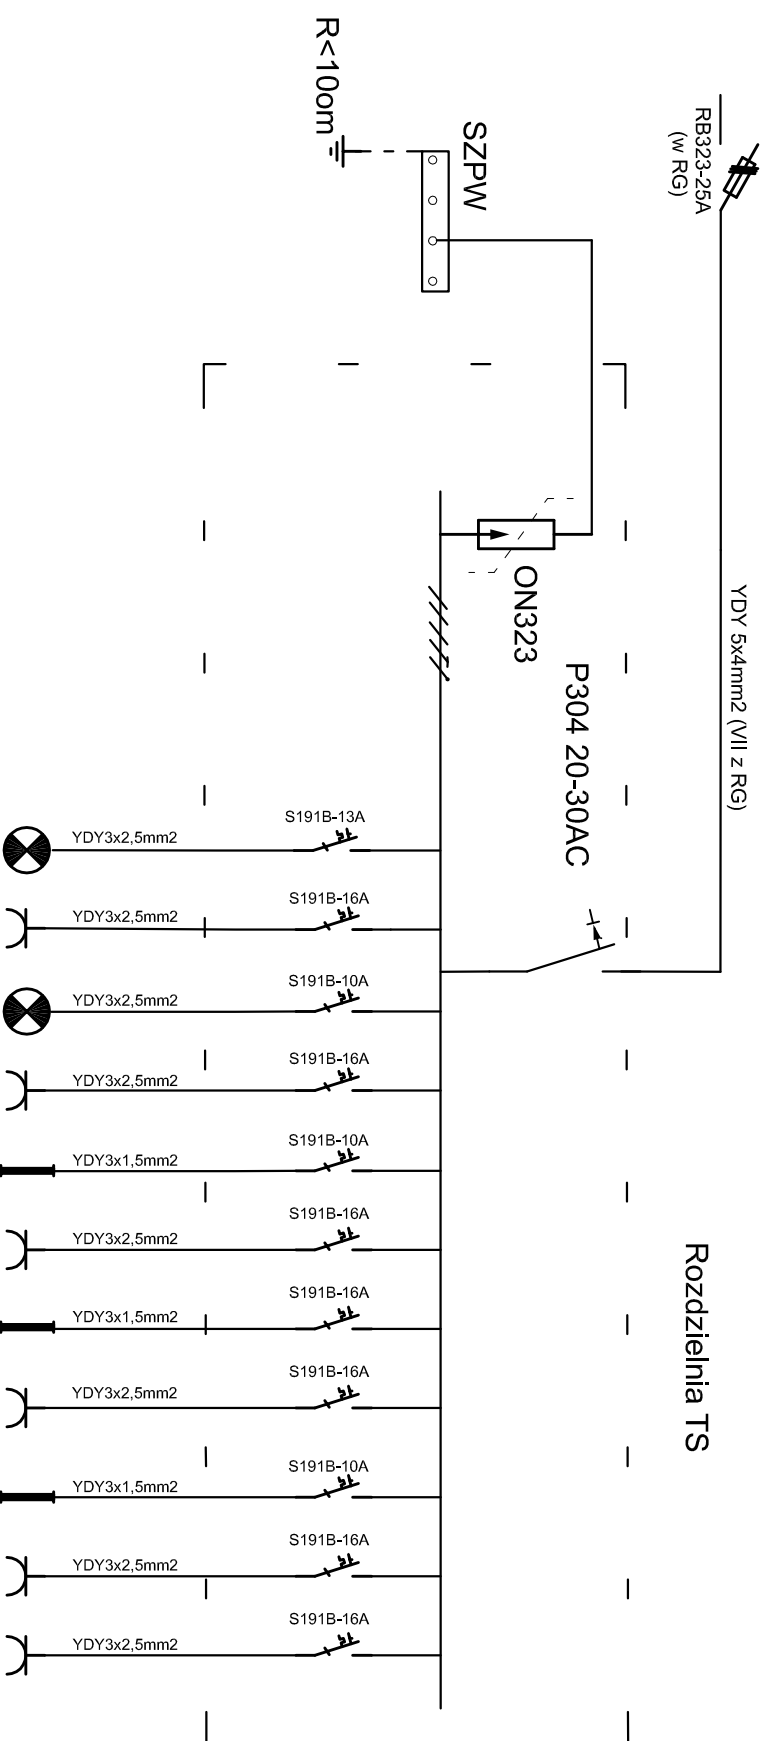 R<10om
SZPW
RB323-25A
(w RG)
YDY 5x4mm2 (VII z RG)
ON323
P304 20-30AC
Rozdzielnia TS
S191B-13A
YDY3x2,5mm2
S191B-16A
YDY3x2,5mm2
S191B-10A
YDY3x2,5mm2
S191B-16A
YDY3x2,5mm2
S191B-10A
YDY3x1,5mm2
S191B-16A
YDY3x2,5mm2
S191B-16A
YDY3x1,5mm2
S191B-16A
YDY3x2,5mm2
S191B-10A
YDY3x1,5mm2
S191B-16A
YDY3x2,5mm2
S191B-16A
YDY3x2,5mm2